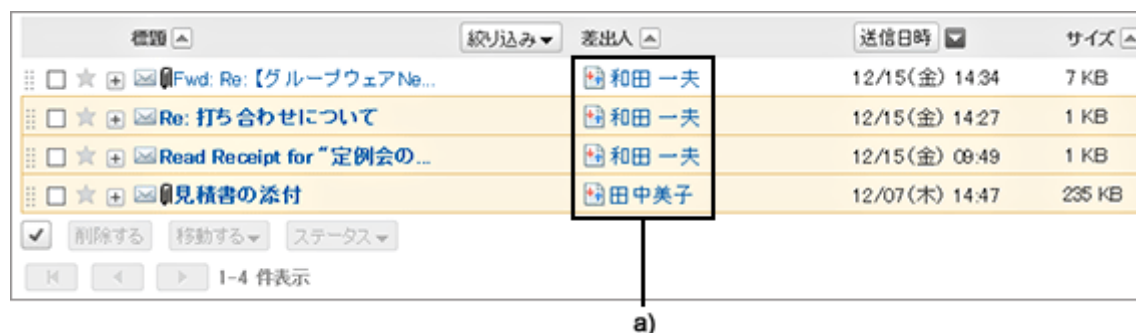 標題 絞り込み 差出人 送信日時 サイズ
Fwd: Re:【グループウェアNe... 和田 一夫 12/15(金) 14:34 7 KB
Re: 打ち合わせについて 和田 一夫 12/15(金) 14:27 1 KB
Read Receipt for "定例会の... 和田 一夫 12/15(金) 09:49 1 KB
見積書の添付 田中美子 12/07(木) 14:47 235 KB
削除する 移動する ステータス
1-4 件表示
a)